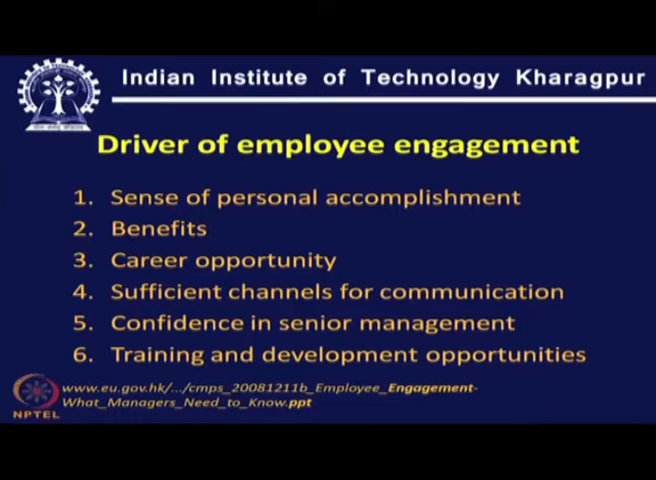 Indian Institute of Technology Kharagpur
Driver of employee engagement
1. Sense of personal accomplishment
2. Benefits
3. Career opportunity
4. Sufficient channels for communication
5. Confidence in senior management
6. Training and development opportunities
www.eu.gov.hk/.../cmps_20081211b_Employee_Engagement-
What_Managers_Need_to_Know.ppt
NPTEL